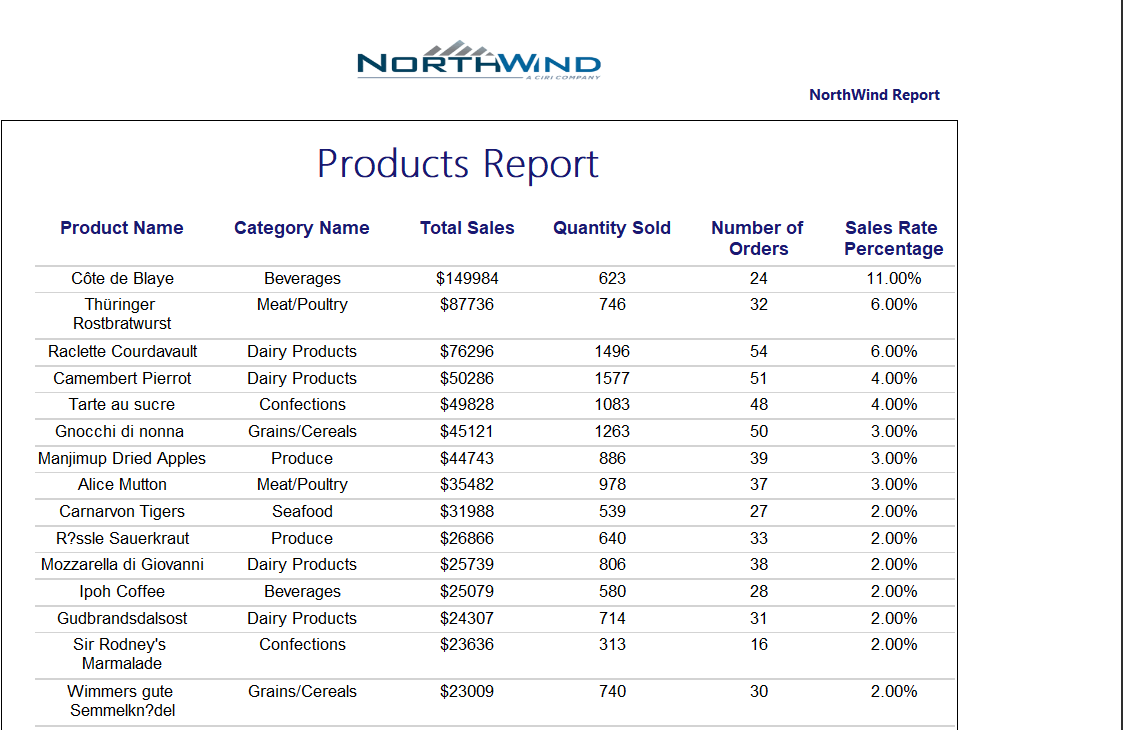 NORTHWIND
A CIRI COMPANY
NorthWind Report
Products Report
Product Name Category Name Total Sales Quantity Sold Number of Orders Sales Rate Percentage
Côte de Blaye Beverages $149984 623 24 11.00%
Thüringer Rostbratwurst Meat/Poultry $87736 746 32 6.00%
Raclette Courdavault Dairy Products $76296 1496 54 6.00%
Camembert Pierrot Dairy Products $50286 1577 51 4.00%
Tarte au sucre Confections $49828 1083 48 4.00%
Gnocchi di nonna Grains/Cereals $45121 1263 50 3.00%
Manjimup Dried Apples Produce $44743 886 39 3.00%
Alice Mutton Meat/Poultry $35482 978 37 3.00%
Carnarvon Tigers Seafood $31988 539 27 2.00%
R?ssle Sauerkraut Produce $26866 640 33 2.00%
Mozzarella di Giovanni Dairy Products $25739 806 38 2.00%
Ipoh Coffee Beverages $25079 580 28 2.00%
Gudbrandsdalsost Dairy Products $24307 714 31 2.00%
Sir Rodney's Marmalade Confections $23636 313 16 2.00%
Wimmers gute Semmelkn?del Grains/Cereals $23009 740 30 2.00%